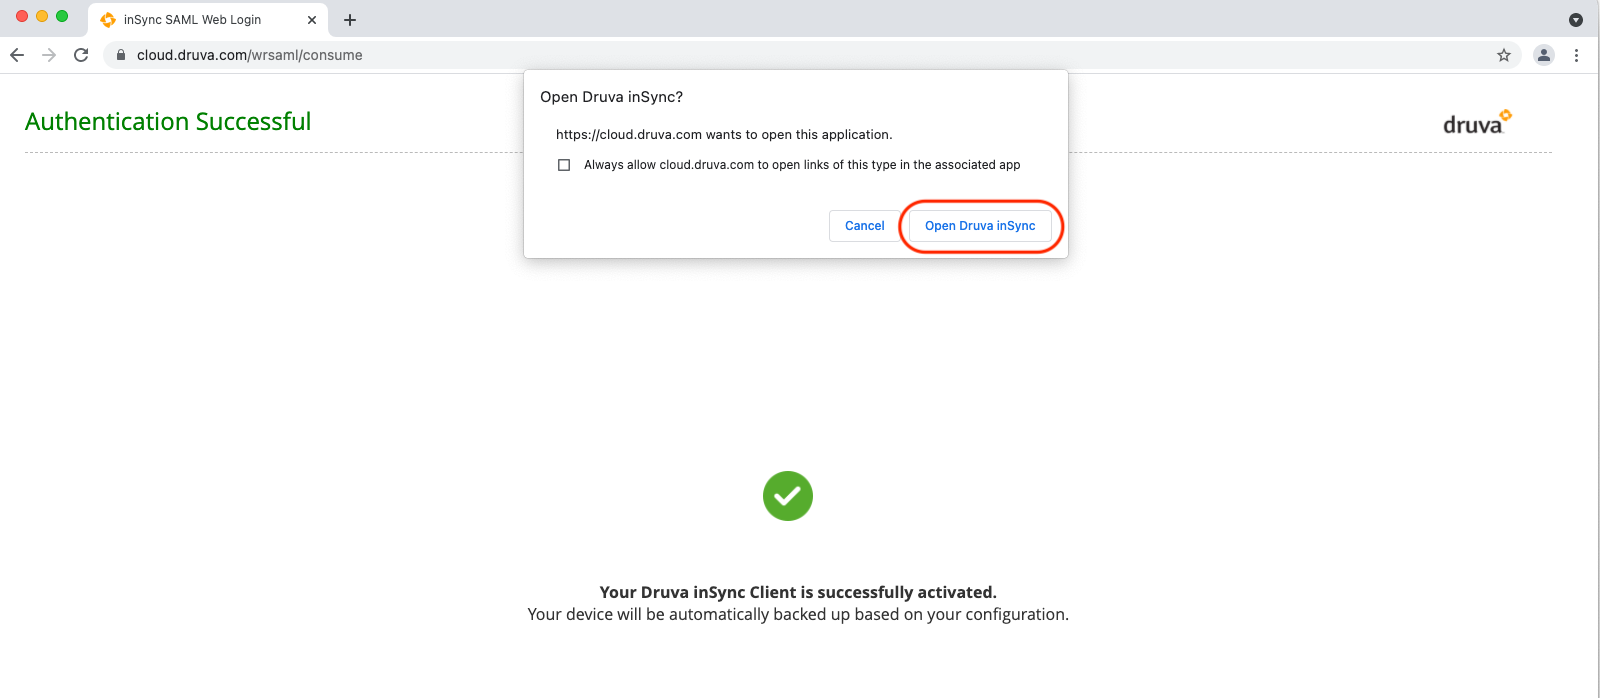 inSync SAML Web Login
cloud.druva.com/wrsaml/consume
Open Druva inSync?
https://cloud.druva.com wants to open this application.
Always allow cloud.druva.com to open links of this type in the associated app
Cancel
Open Druva inSync
Authentication Successful
druva
Your Druva inSync Client is successfully activated.
Your device will be automatically backed up based on your configuration.